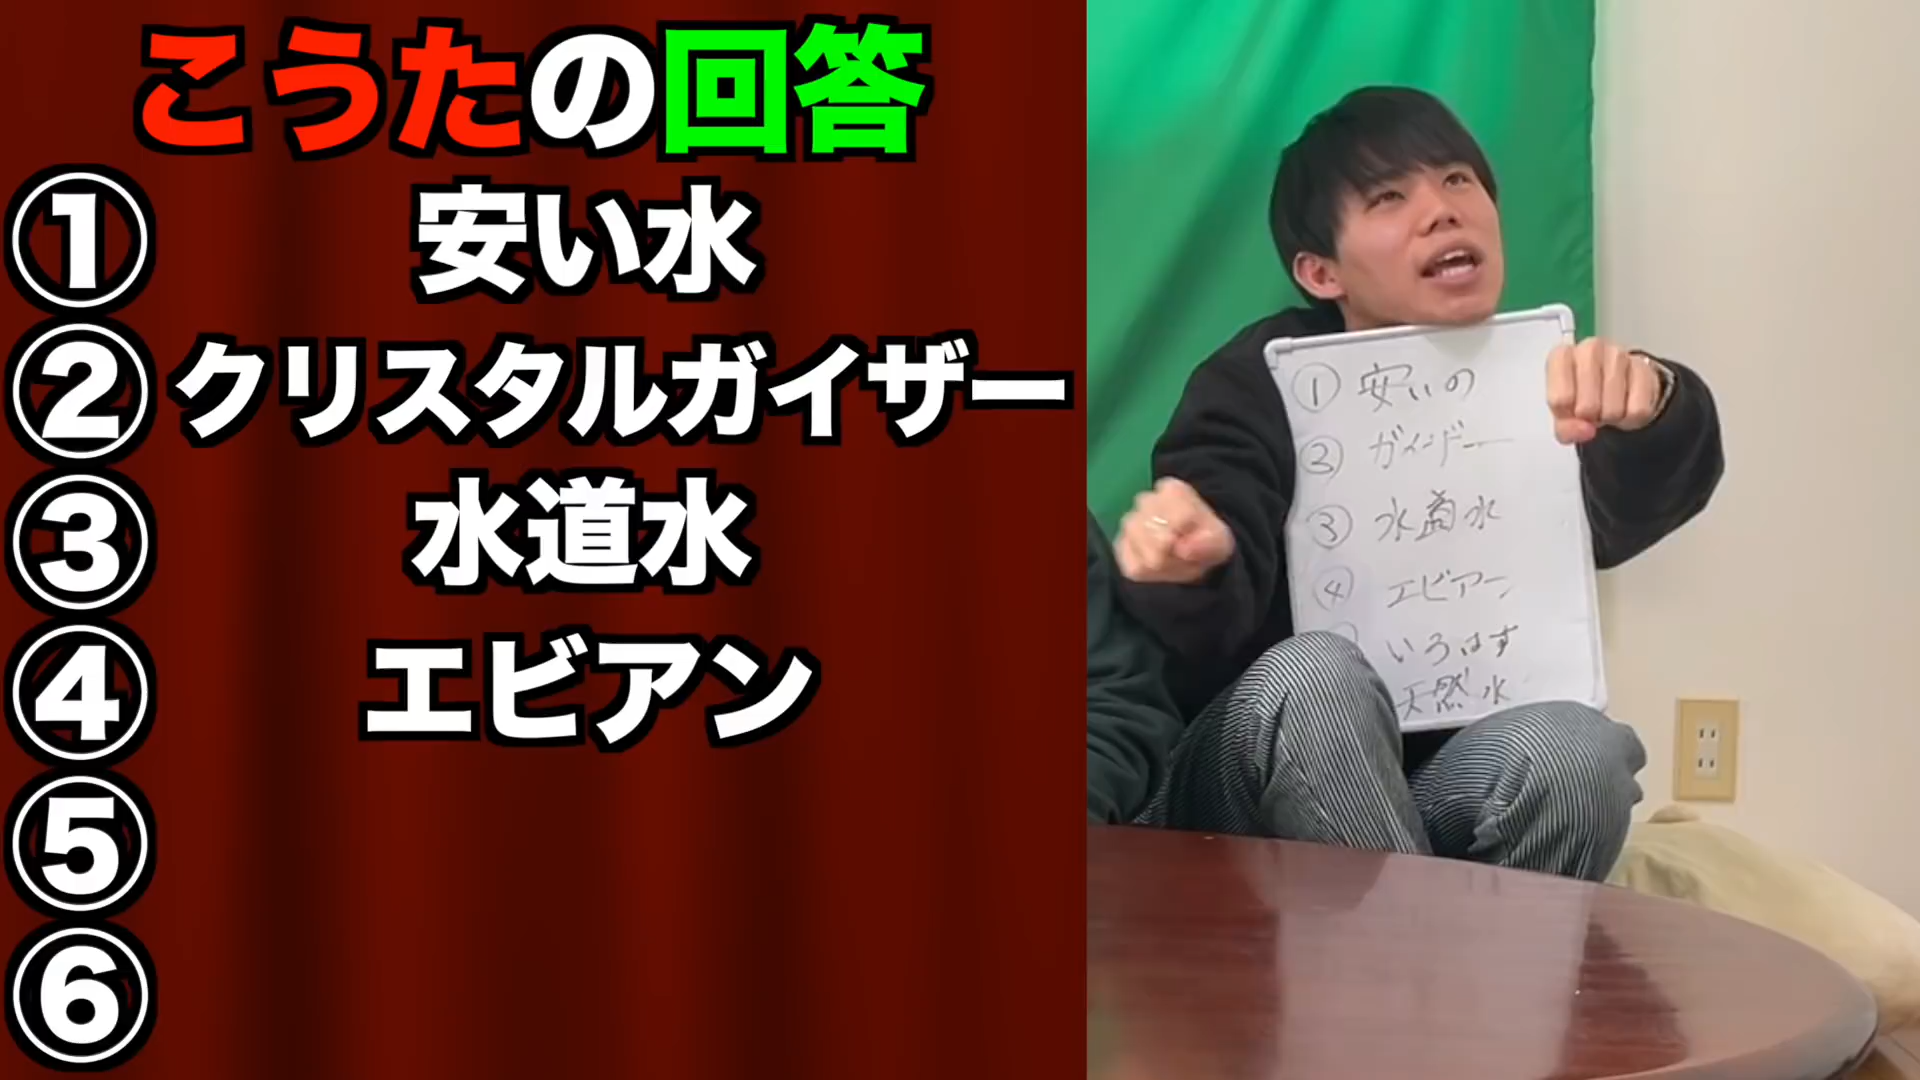 こうたの回答
① 安い水
② クリスタルガイザー
③ 水道水
④ エビアン
⑤
⑥
① 安いの
② ガイザー
③ 水道水
④ エビアン
いろはす
天然水